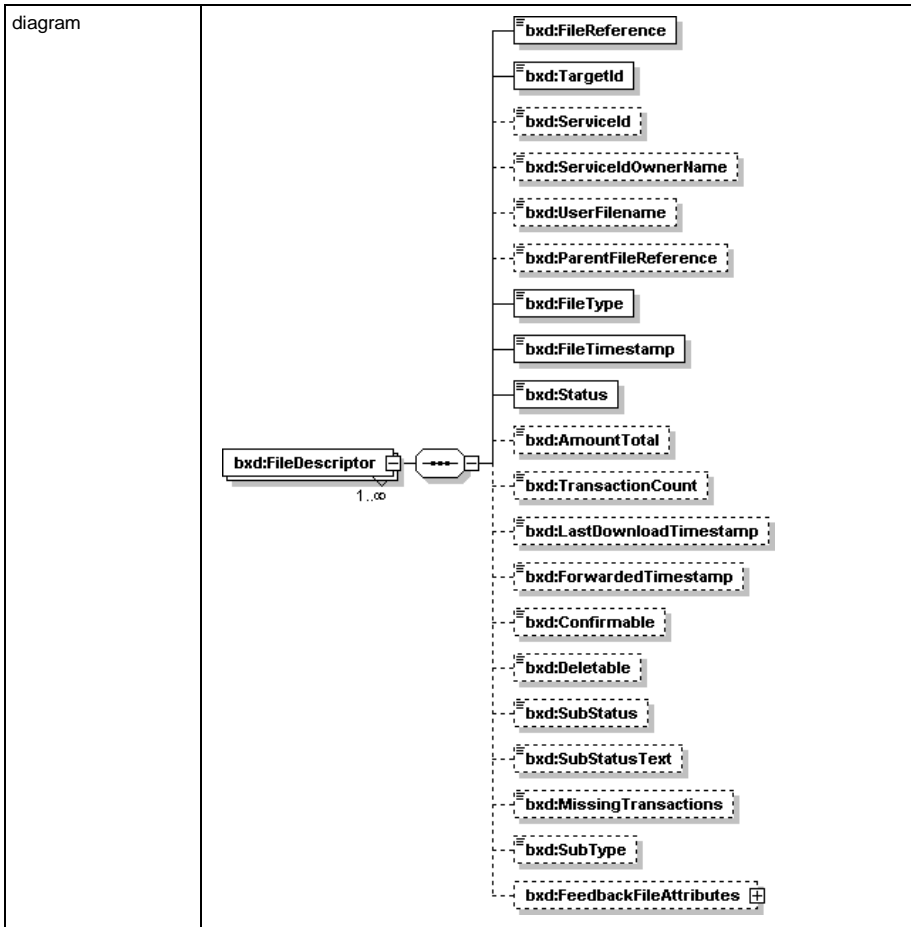 diagram
bxd:FileReference
bxd:TargetId
bxd:ServiceId
bxd:ServiceIdOwnerName
bxd:UserFilename
bxd:ParentFileReference
bxd:FileType
bxd:FileTimestamp
bxd:Status
bxd:AmountTotal
bxd:FileDescriptor
1..∞
bxd:TransactionCount
bxd:LastDownloadTimestamp
bxd:ForwardedTimestamp
bxd:Confirmable
bxd:Deletable
bxd:SubStatus
bxd:SubStatusText
bxd:MissingTransactions
bxd:SubType
bxd:FeedbackFileAttributes